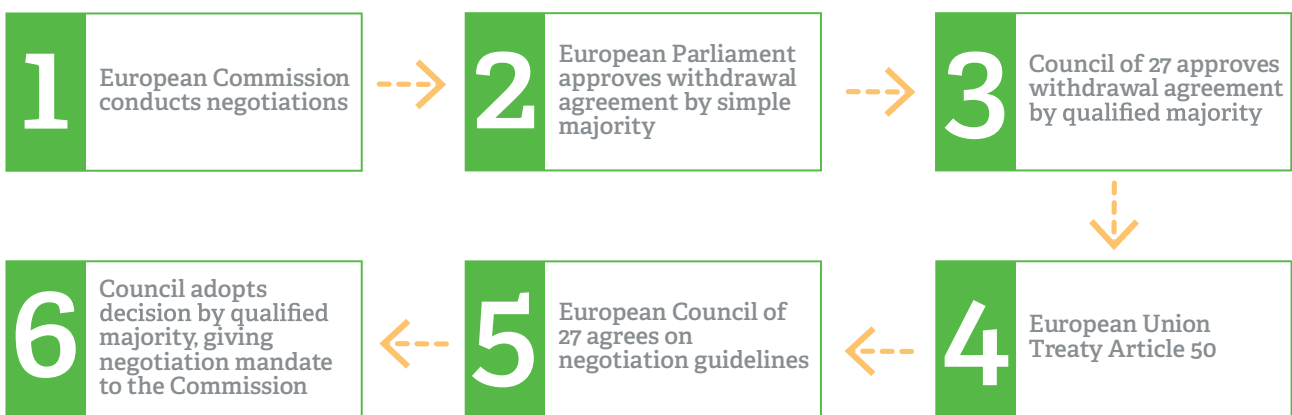 1
European Commission
conducts negotiations
2
European Parliament
approves withdrawal
agreement by simple
majority
3
Council of 27 approves
withdrawal agreement
by qualified majority
6
Council adopts
decision by qualified
majority, giving
negotiation mandate
to the Commission
5
European Council of
27 agrees on
negotiation guidelines
4
European Union
Treaty Article 50